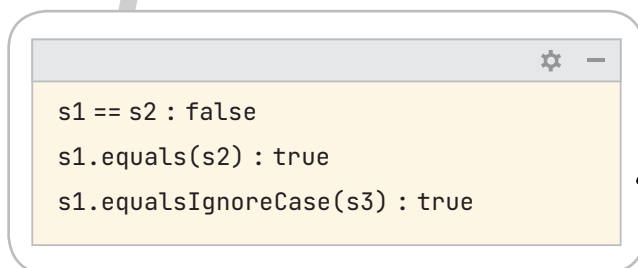 s1 == s2 : false
s1.equals(s2) : true
s1.equalsIgnoreCase(s3) : true